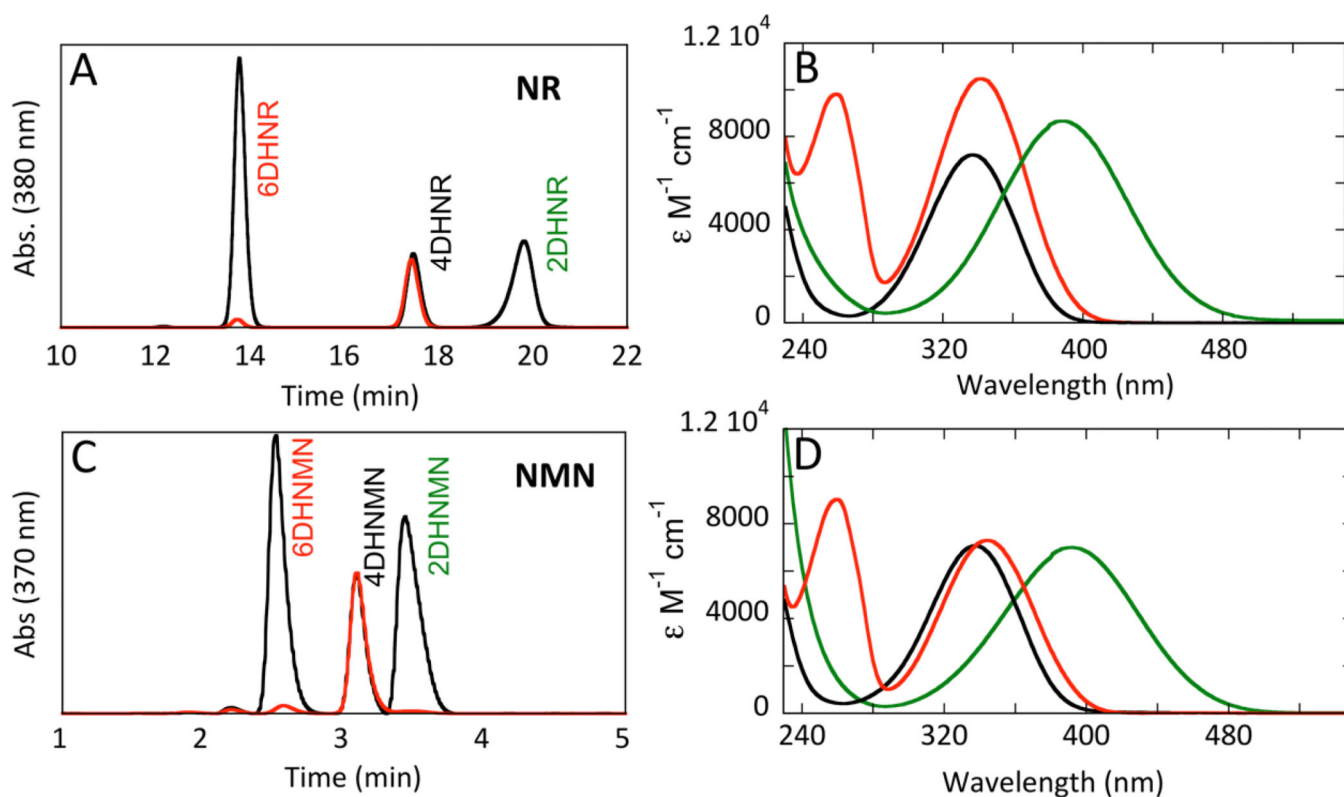 A
NR
Abs. (380 nm)
6DHNR
4DHNR
2DHNR
10 12 14 16 18 20 22
Time (min)
B
1.2 10⁴
8000
4000
0
ε M⁻¹ cm⁻¹
240 320 400 480
Wavelength (nm)
C
NMN
Abs (370 nm)
6DHNMN
4DHNMN
2DHNMN
1 2 3 4 5
Time (min)
D
1.2 10⁴
8000
4000
0
ε M⁻¹ cm⁻¹
240 320 400 480
Wavelength (nm)